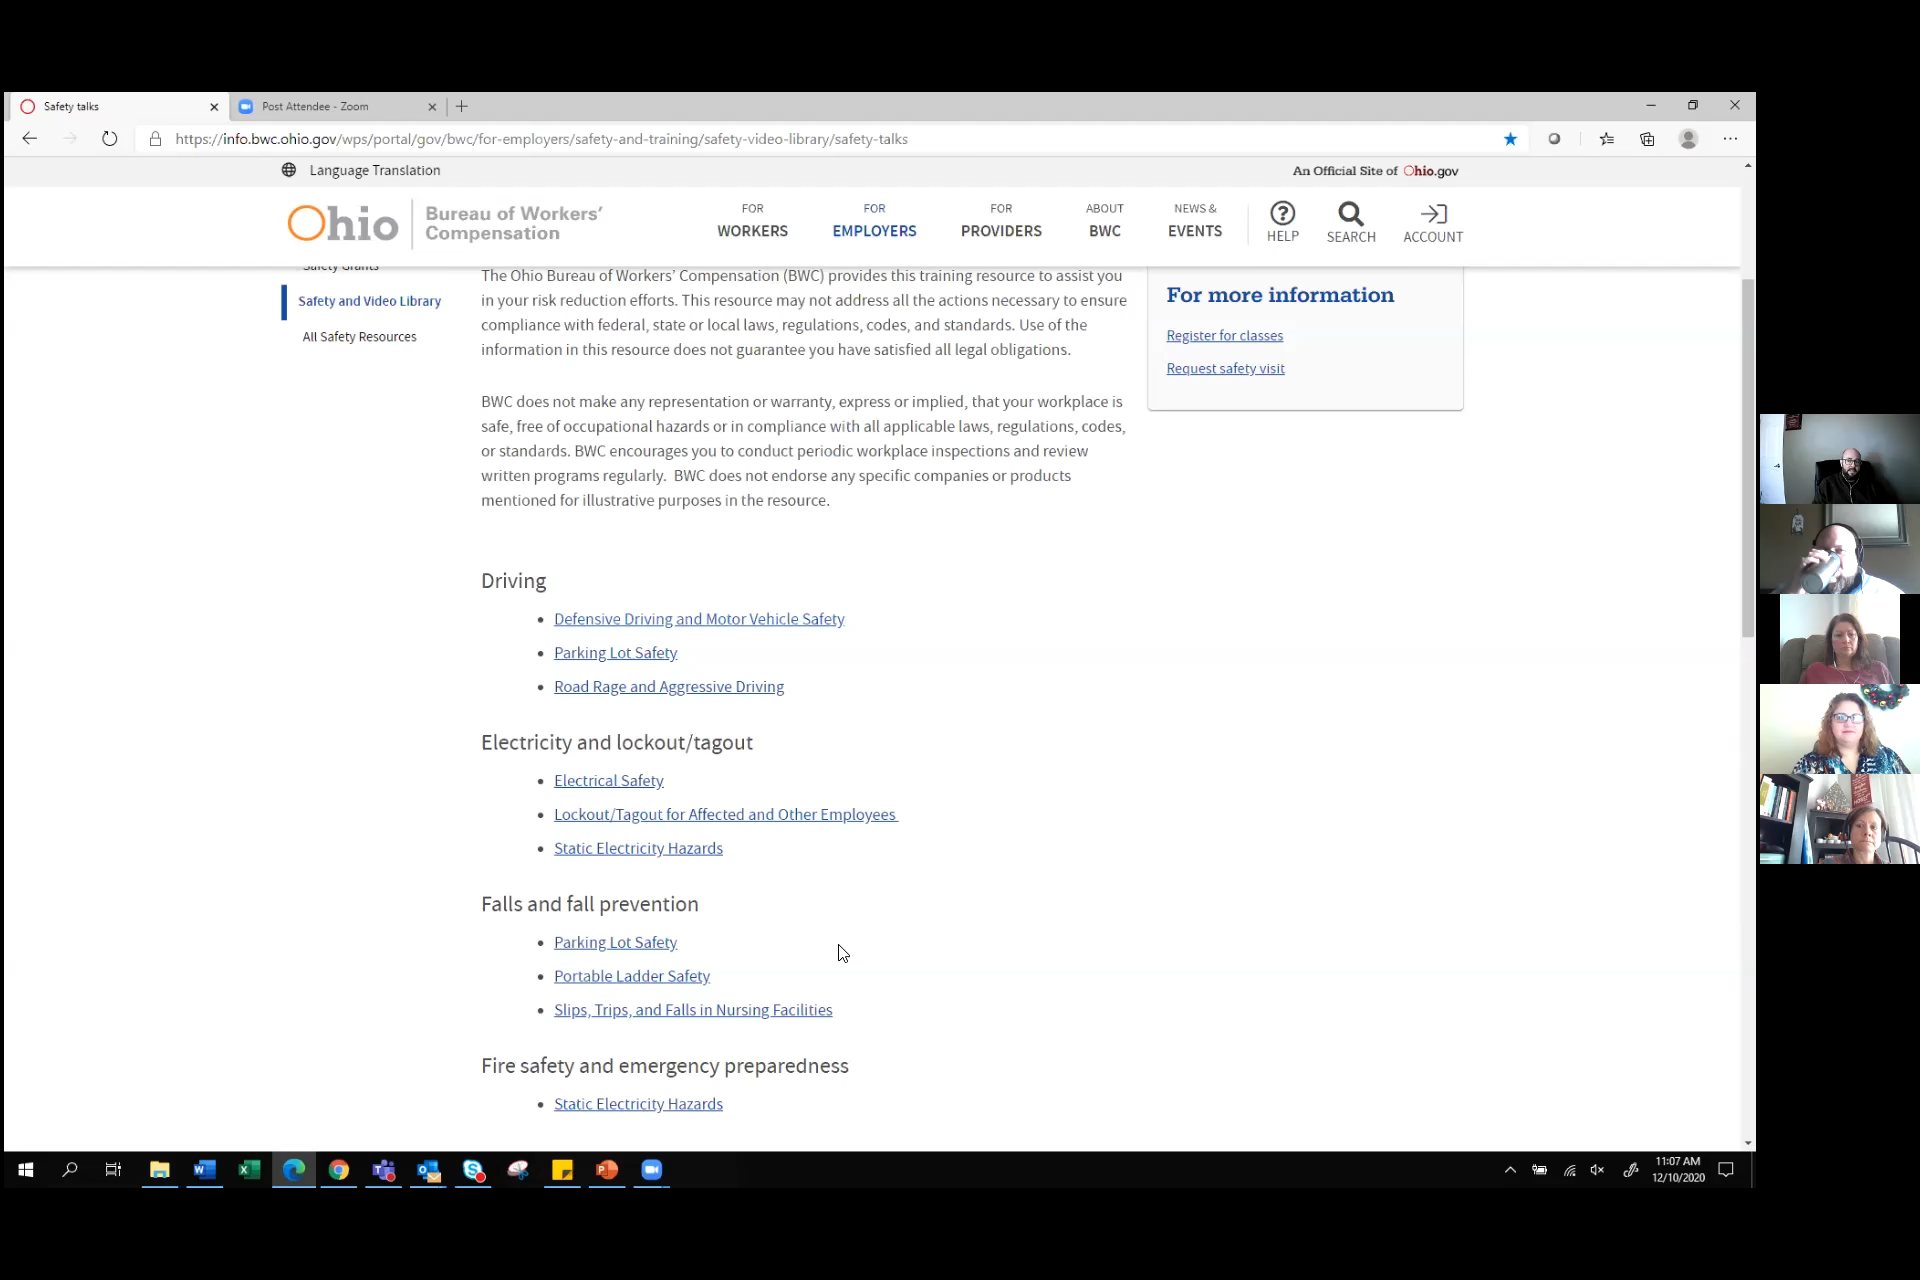 Safety talks
Post Attendee - Zoom
https://info.bwc.ohio.gov/wps/portal/gov/bwc/for-employers/safety-and-training/safety-video-library/safety-talks
Language Translation
An Official Site of Ohio.gov
Ohio
Bureau of Workers'
Compensation
FOR
WORKERS
FOR
EMPLOYERS
FOR
PROVIDERS
ABOUT
BWC
NEWS &
EVENTS
HELP
SEARCH
ACCOUNT
Safety Grants
Safety and Video Library
All Safety Resources
The Ohio Bureau of Workers' Compensation (BWC) provides this training resource to assist you
in your risk reduction efforts. This resource may not address all the actions necessary to ensure
compliance with federal, state or local laws, regulations, codes, and standards. Use of the
information in this resource does not guarantee you have satisfied all legal obligations.
BWC does not make any representation or warranty, express or implied, that your workplace is
safe, free of occupational hazards or in compliance with all applicable laws, regulations, codes,
or standards. BWC encourages you to conduct periodic workplace inspections and review
written programs regularly.  BWC does not endorse any specific companies or products
mentioned for illustrative purposes in the resource.
For more information
Register for classes
Request safety visit
Driving
Defensive Driving and Motor Vehicle Safety
Parking Lot Safety
Road Rage and Aggressive Driving
Electricity and lockout/tagout
Electrical Safety
Lockout/Tagout for Affected and Other Employees
Static Electricity Hazards
Falls and fall prevention
Parking Lot Safety
Portable Ladder Safety
Slips, Trips, and Falls in Nursing Facilities
Fire safety and emergency preparedness
Static Electricity Hazards
11:07 AM
12/10/2020